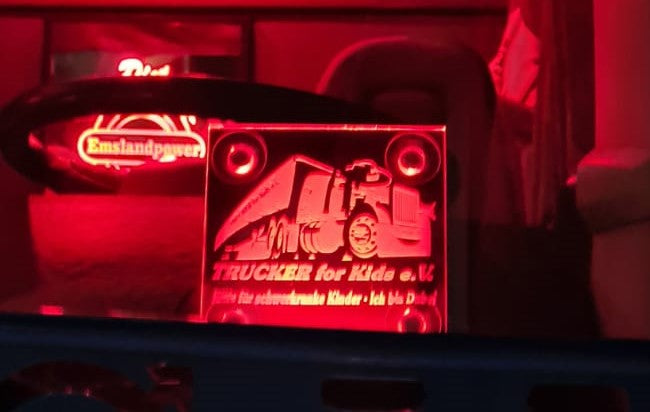 Emslandpower
TRUCKER for Kids e.V.
Hilfe für schwerkranke Kinder · Ich bin Dabei